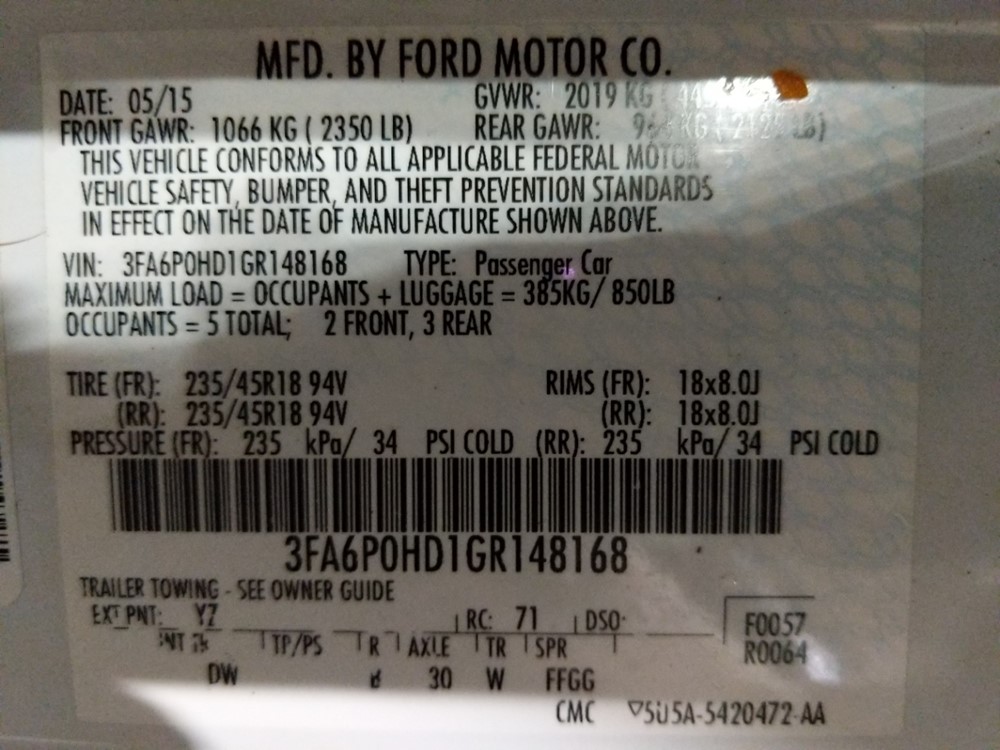 MFD. BY FORD MOTOR CO.
DATE: 05/15 GVWR: 2019 KG
FRONT GAWR: 1066 KG ( 2350 LB) REAR GAWR: KG ( 2125 LB)
THIS VEHICLE CONFORMS TO ALL APPLICABLE FEDERAL MOTOR
VEHICLE SAFETY, BUMPER, AND THEFT PREVENTION STANDARDS
IN EFFECT ON THE DATE OF MANUFACTURE SHOWN ABOVE.
VIN: 3FA6P0HD1GR148168 TYPE: Passenger Car
MAXIMUM LOAD = OCCUPANTS + LUGGAGE = 385KG/ 850LB
OCCUPANTS = 5 TOTAL; 2 FRONT, 3 REAR
TIRE (FR): 235/45R18 94V RIMS (FR): 18x8.0J
(RR): 235/45R18 94V (RR): 18x8.0J
PRESSURE (FR): 235 kPa/ 34 PSI COLD (RR): 235 kPa/ 34 PSI COLD
3FA6P0HD1GR148168
TRAILER TOWING - SEE OWNER GUIDE
EXT PNT: YZ RC: 71 DSO: F0057
INT TR TP/PS R AXLE TR SPR R0064
DW 30 W FFGG
CMC ▽5U5A-5420472-AA